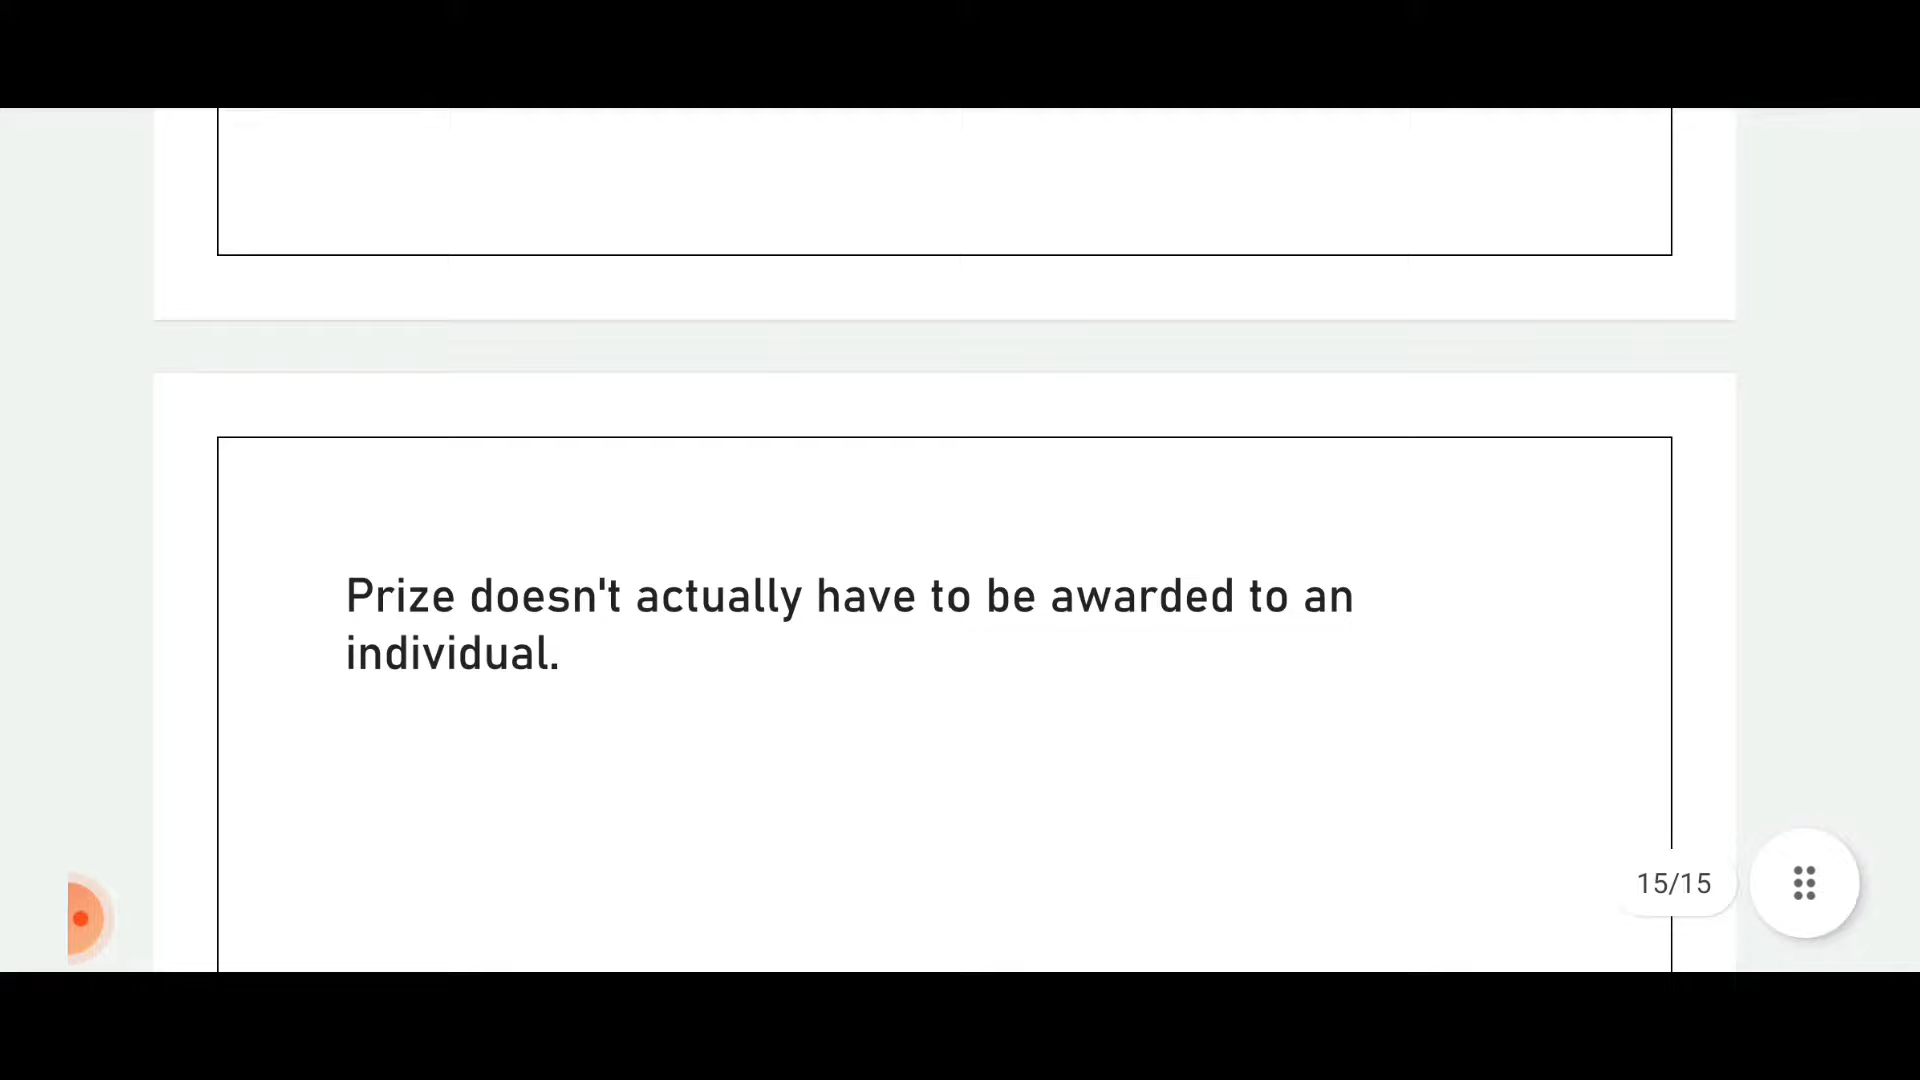 Prize doesn't actually have to be awarded to an
individual.
15/15